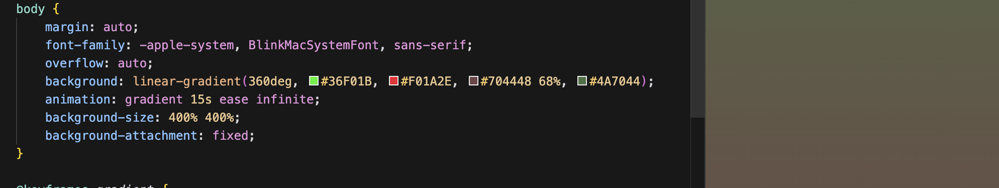 body {
margin: auto;
font-family: -apple-system, BlinkMacSystemFont, sans-serif;
overflow: auto;
background: linear-gradient(360deg, #36F01B, #F01A2E, #704448 68%, #4A7044);
animation: gradient 15s ease infinite;
background-size: 400% 400%;
background-attachment: fixed;
}
@keyframes gradient {